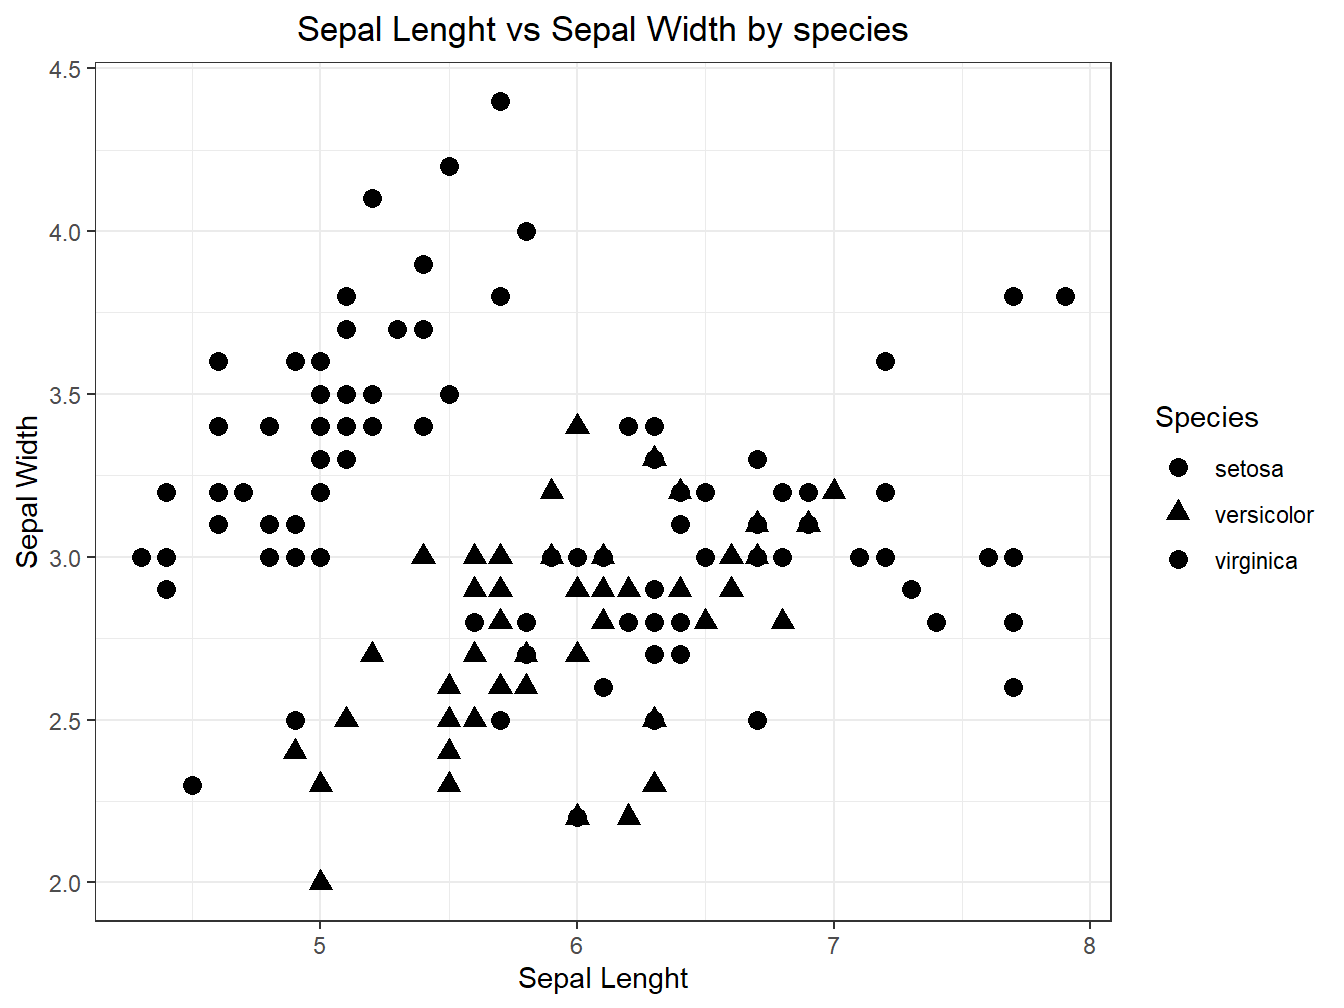 Sepal Lenght vs Sepal Width by species
4.5
4.0
3.5
3.0
2.5
2.0
Sepal Width
5 6 7 8
Sepal Lenght
Species
setosa
versicolor
virginica